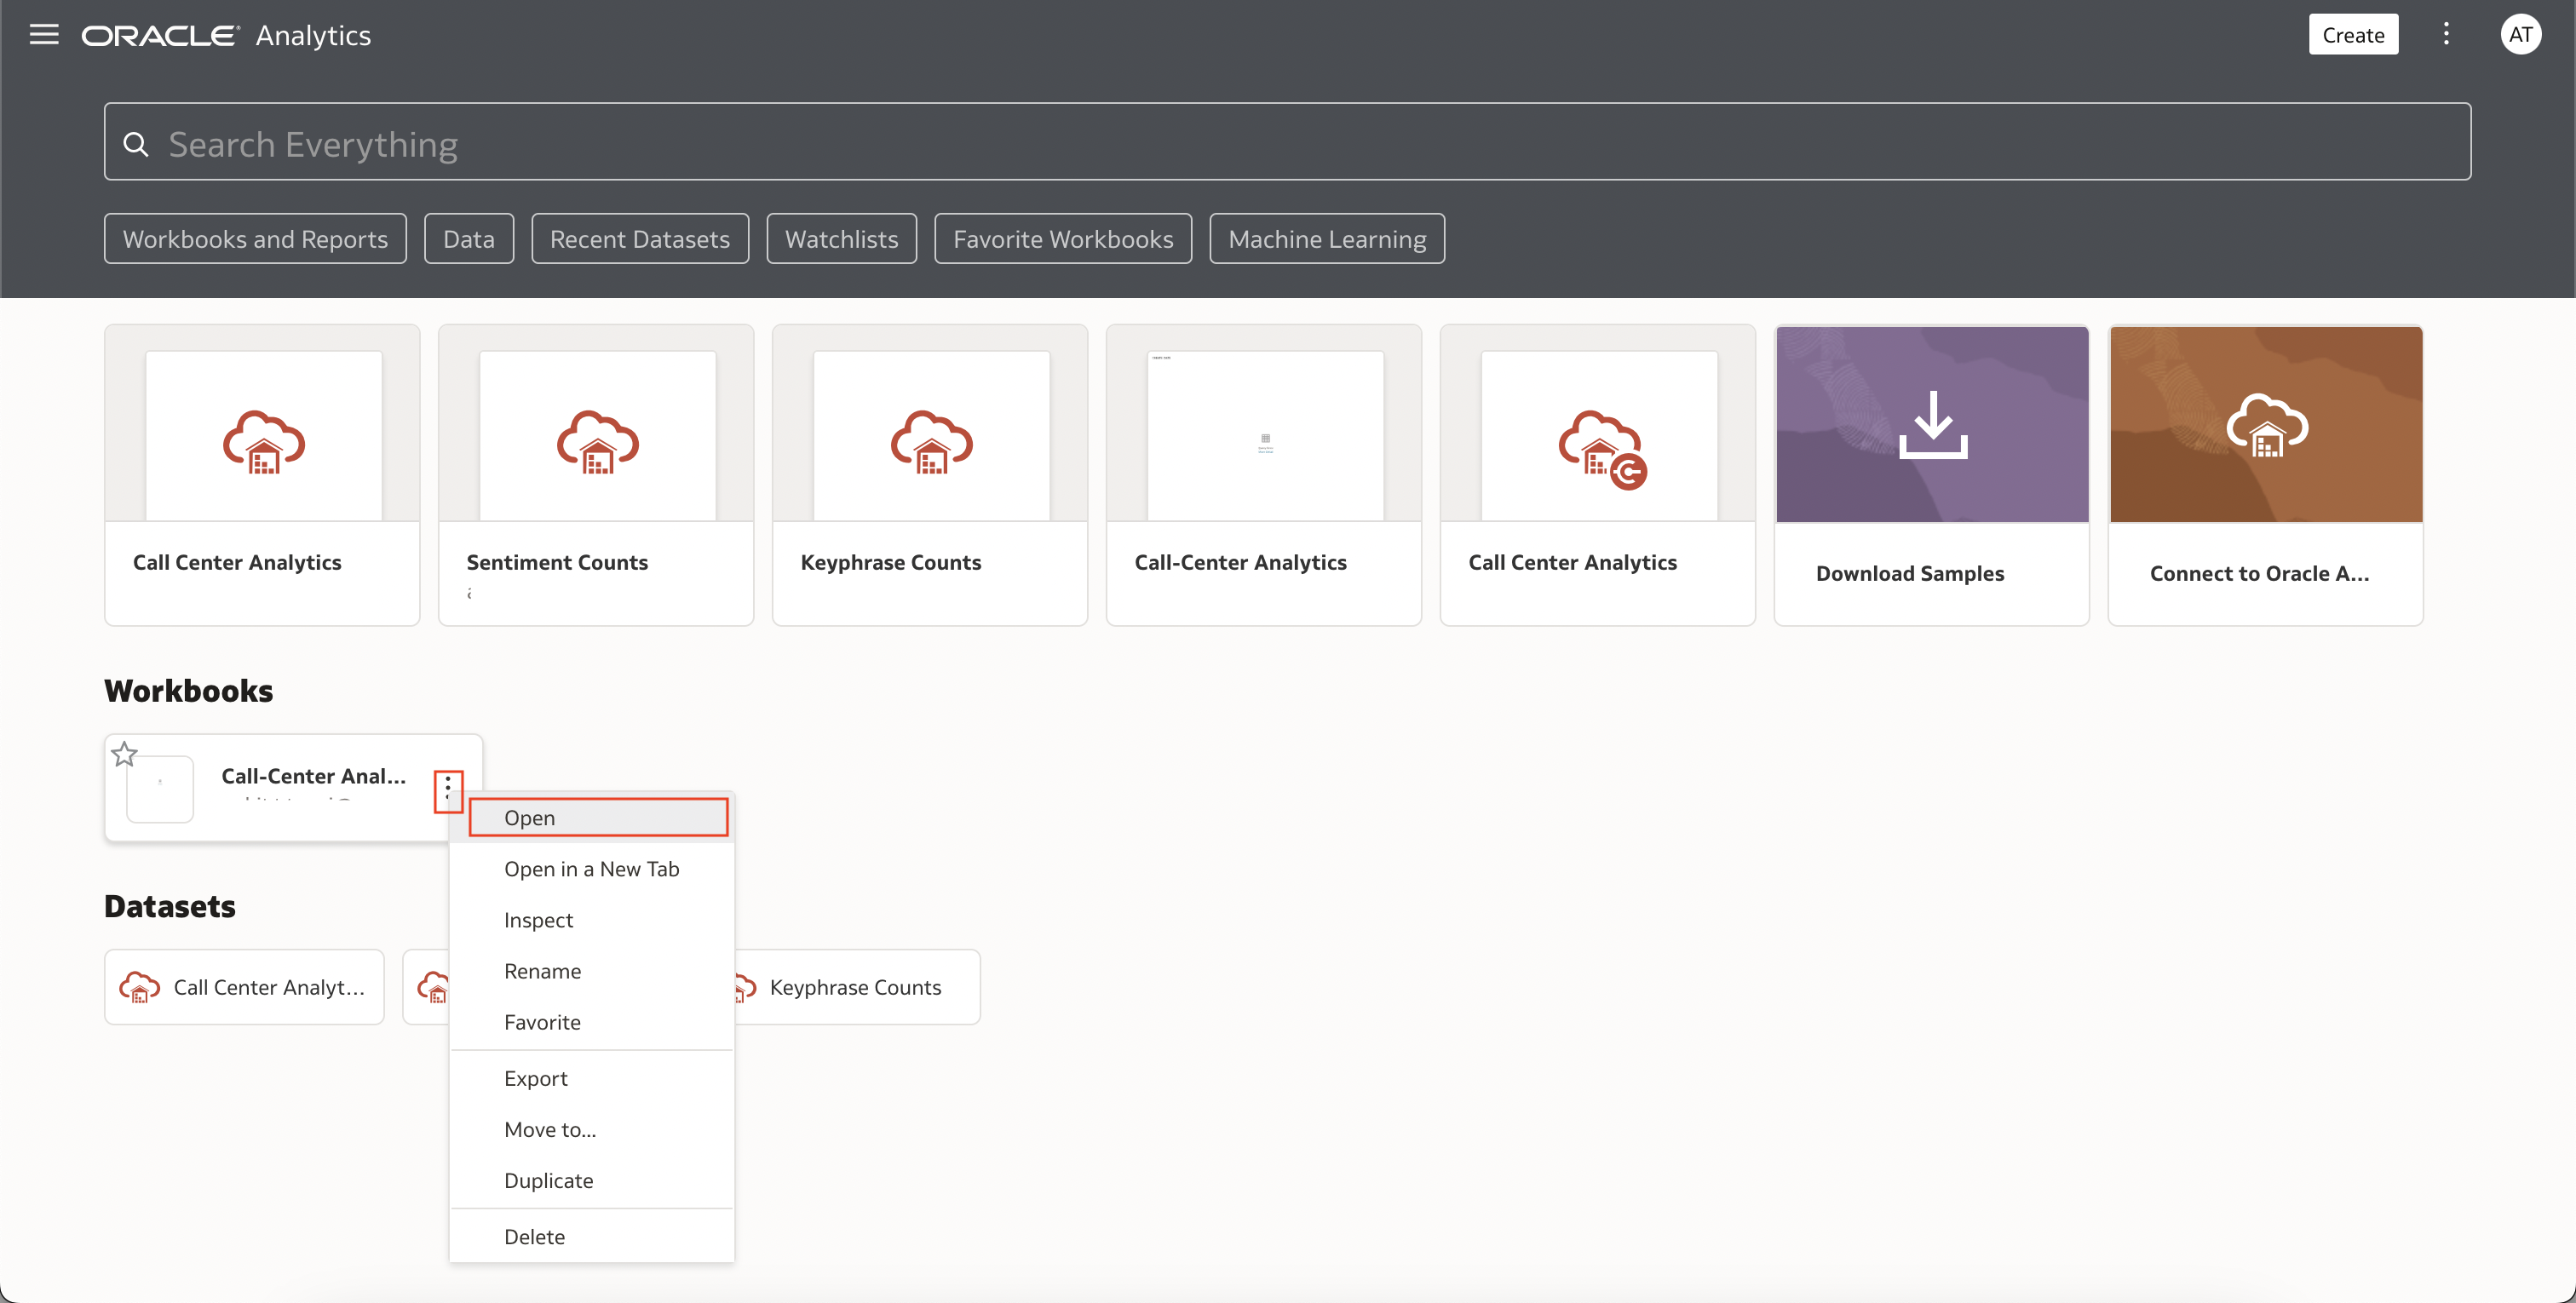 ORACLE Analytics
Create
AT
Search Everything
Workbooks and Reports
Data
Recent Datasets
Watchlists
Favorite Workbooks
Machine Learning
Call Center Analytics
Sentiment Counts
Keyphrase Counts
Call-Center Analytics
Call Center Analytics
Download Samples
Connect to Oracle A...
Workbooks
Call-Center Anal...
Open
Open in a New Tab
Inspect
Rename
Favorite
Export
Move to...
Duplicate
Delete
Datasets
Call Center Analyt...
Keyphrase Counts